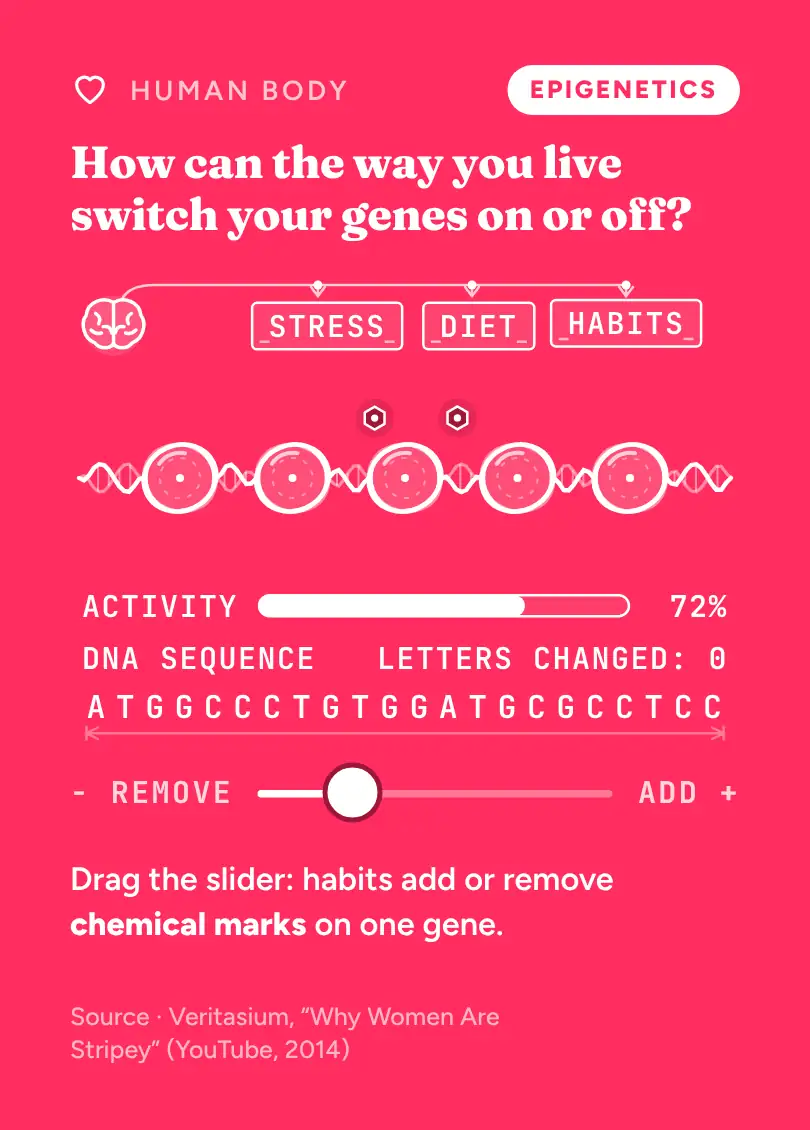 HUMAN BODY
EPIGENETICS
How can the way you live
switch your genes on or off?
_STRESS_
_DIET_
_HABITS_
ACTIVITY 72%
DNA SEQUENCE LETTERS CHANGED: 0
ATGGCCCTGTGGATGCGCCTCC
- REMOVE ADD +
Drag the slider: habits add or remove
chemical marks on one gene.
Source · Veritasium, “Why Women Are
Stripey” (YouTube, 2014)